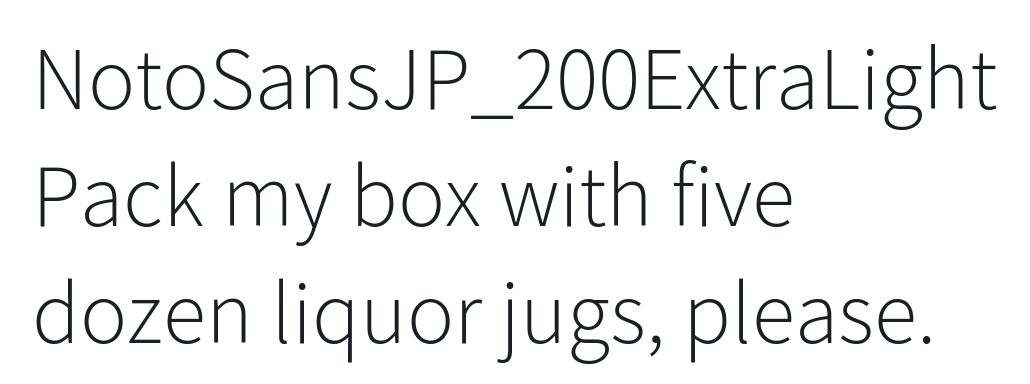 NotoSansJP_200ExtraLight
Pack my box with five
dozen liquor jugs, please.